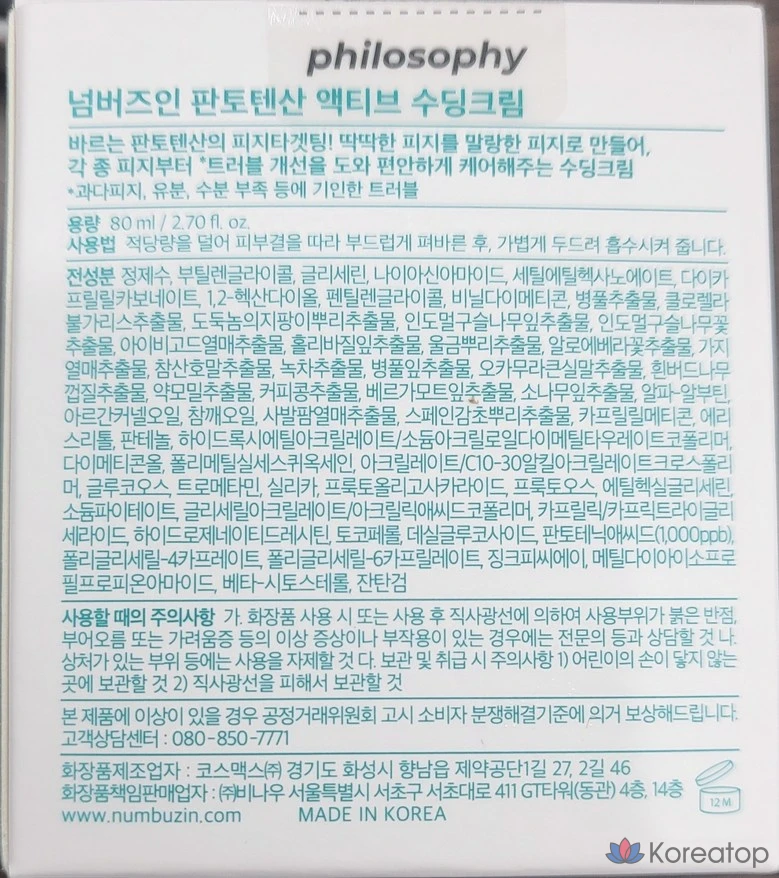 philosophy
넘버즈인 판토텐산 액티브 수딩크림
바르는 판토텐산의 피지타겟팅! 딱딱한 피지를 말랑한 피지로 만들어,
각 종 피지부터 *트러블 개선을 도와 편안하게 케어해주는 수딩크림
*과다피지, 유분, 수분 부족 등에 기인한 트러블
용량 80 ml / 2.70 fl. oz.
사용법 적당량을 덜어 피부결을 따라 부드럽게 펴바른 후, 가볍게 두드려 흡수시켜 줍니다.
전성분 정제수, 부틸렌글라이콜, 글리세린, 나이아신아마이드, 세틸에틸헥사노에이트, 다이카
프릴릴카보네이트, 1,2-헥산다이올, 펜틸렌글라이콜, 비닐다이메티콘, 병풀추출물, 클로렐라
불가리스추출물, 도둑놈의지팡이뿌리추출물, 인도멀구슬나무잎추출물, 인도멀구슬나무꽃
추출물, 아이비고드열매추출물, 홀리바질잎추출물, 울금뿌리추출물, 알로에베라꽃추출물, 가지
열매추출물, 참산호말추출물, 녹차추출물, 병풀잎추출물, 오카무라큰실말추출물, 흰버드나무
껍질추출물, 약모밀추출물, 커피콩추출물, 베르가모트잎추출물, 소나무잎추출물, 알파-알부틴,
아르간커넬오일, 참깨오일, 사발팜열매추출물, 스페인감초뿌리추출물, 카프릴릴메티콘, 에리
스리톨, 판테놀, 하이드록시에틸아크릴레이트/소듐아크릴로일다이메틸타우레이트코폴리머,
다이메티콘올, 폴리메틸실세스퀴옥세인, 아크릴레이트/C10-30알킬아크릴레이트크로스폴리
머, 글루코오스, 트로메타민, 실리카, 프룩토올리고사카라이드, 프룩토오스, 에틸헥실글리세린,
소듐파이테이트, 글리세릴아크릴레이트/아크릴릭애씨드코폴리머, 카프릴릭/카프릭트라이글리
세라이드, 하이드로제네이티드레시틴, 토코페롤, 데실글루코사이드, 판토테닉애씨드(1,000ppb),
폴리글리세릴-4카프레이트, 폴리글리세릴-6카프릴레이트, 징크피씨에이, 메틸다이아이소프로
필프로피온아마이드, 베타-시토스테롤, 잔탄검
사용할 때의 주의사항 가. 화장품 사용 시 또는 사용 후 직사광선에 의하여 사용부위가 붉은 반점,
부어오름 또는 가려움증 등의 이상 증상이나 부작용이 있는 경우에는 전문의 등과 상담할 것 나.
상처가 있는 부위 등에는 사용을 자제할 것 다. 보관 및 취급 시 주의사항 1) 어린이의 손이 닿지 않는
곳에 보관할 것 2) 직사광선을 피해서 보관할 것
본 제품에 이상이 있을 경우 공정거래위원회 고시 소비자 분쟁해결기준에 의거 보상해드립니다.
고객상담센터 : 080-850-7771
화장품제조업자 : 코스맥스㈜ 경기도 화성시 향남읍 제약공단1길 27, 2길 46
화장품책임판매업자 : ㈜비나우 서울특별시 서초구 서초대로 411 GT타워(동관) 4층, 14층
www.numbuzin.com MADE IN KOREA
12 M
Koreatop